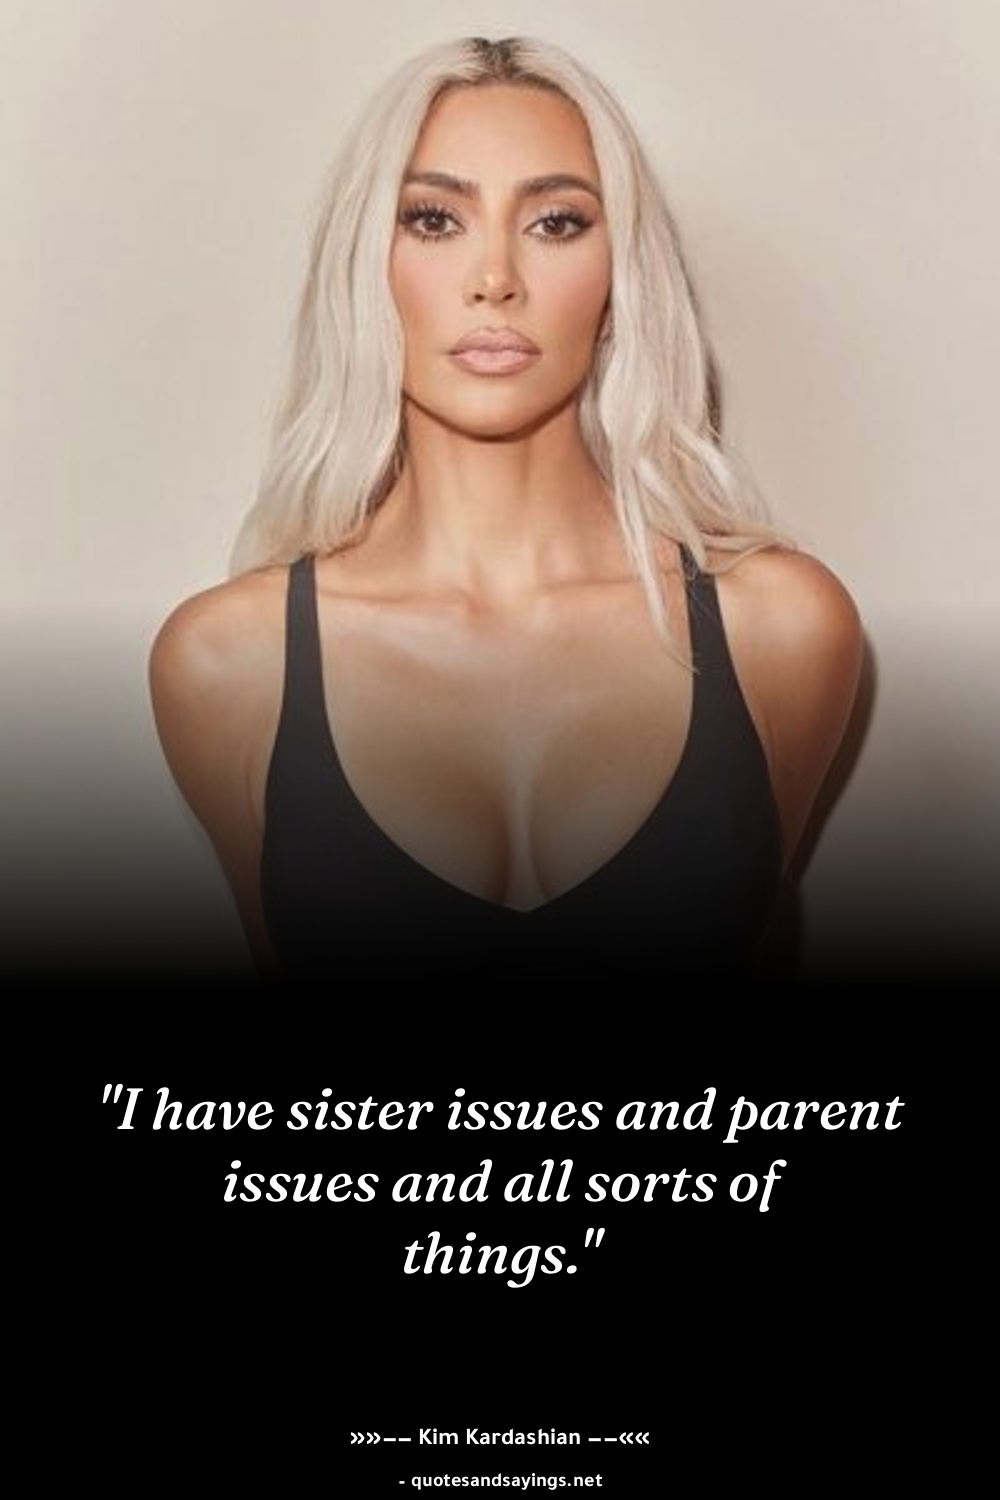 "I have sister issues and parent
issues and all sorts of
things."
»»–– Kim Kardashian ––««
- quotesandsayings.net